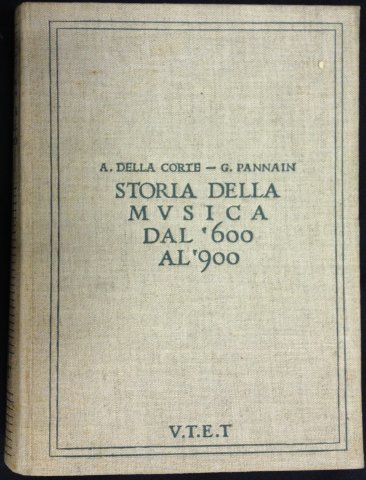 A. DELLA CORTE — G. PANNAIN
STORIA DELLA
MVSICA
DAL '600
AL '900
V.T.E.T